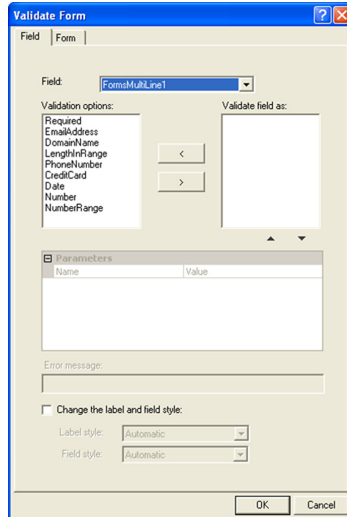 Validate Form
Field Form
Field: FormsMultiLine1
Validation options: Validate field as:
Required
EmailAddress
DomainName
LengthInRange
PhoneNumber
CreditCard
Date
Number
NumberRange
<
>
Parameters
Name Value
Error message:
Change the label and field style:
Label style: Automatic
Field style: Automatic
OK Cancel